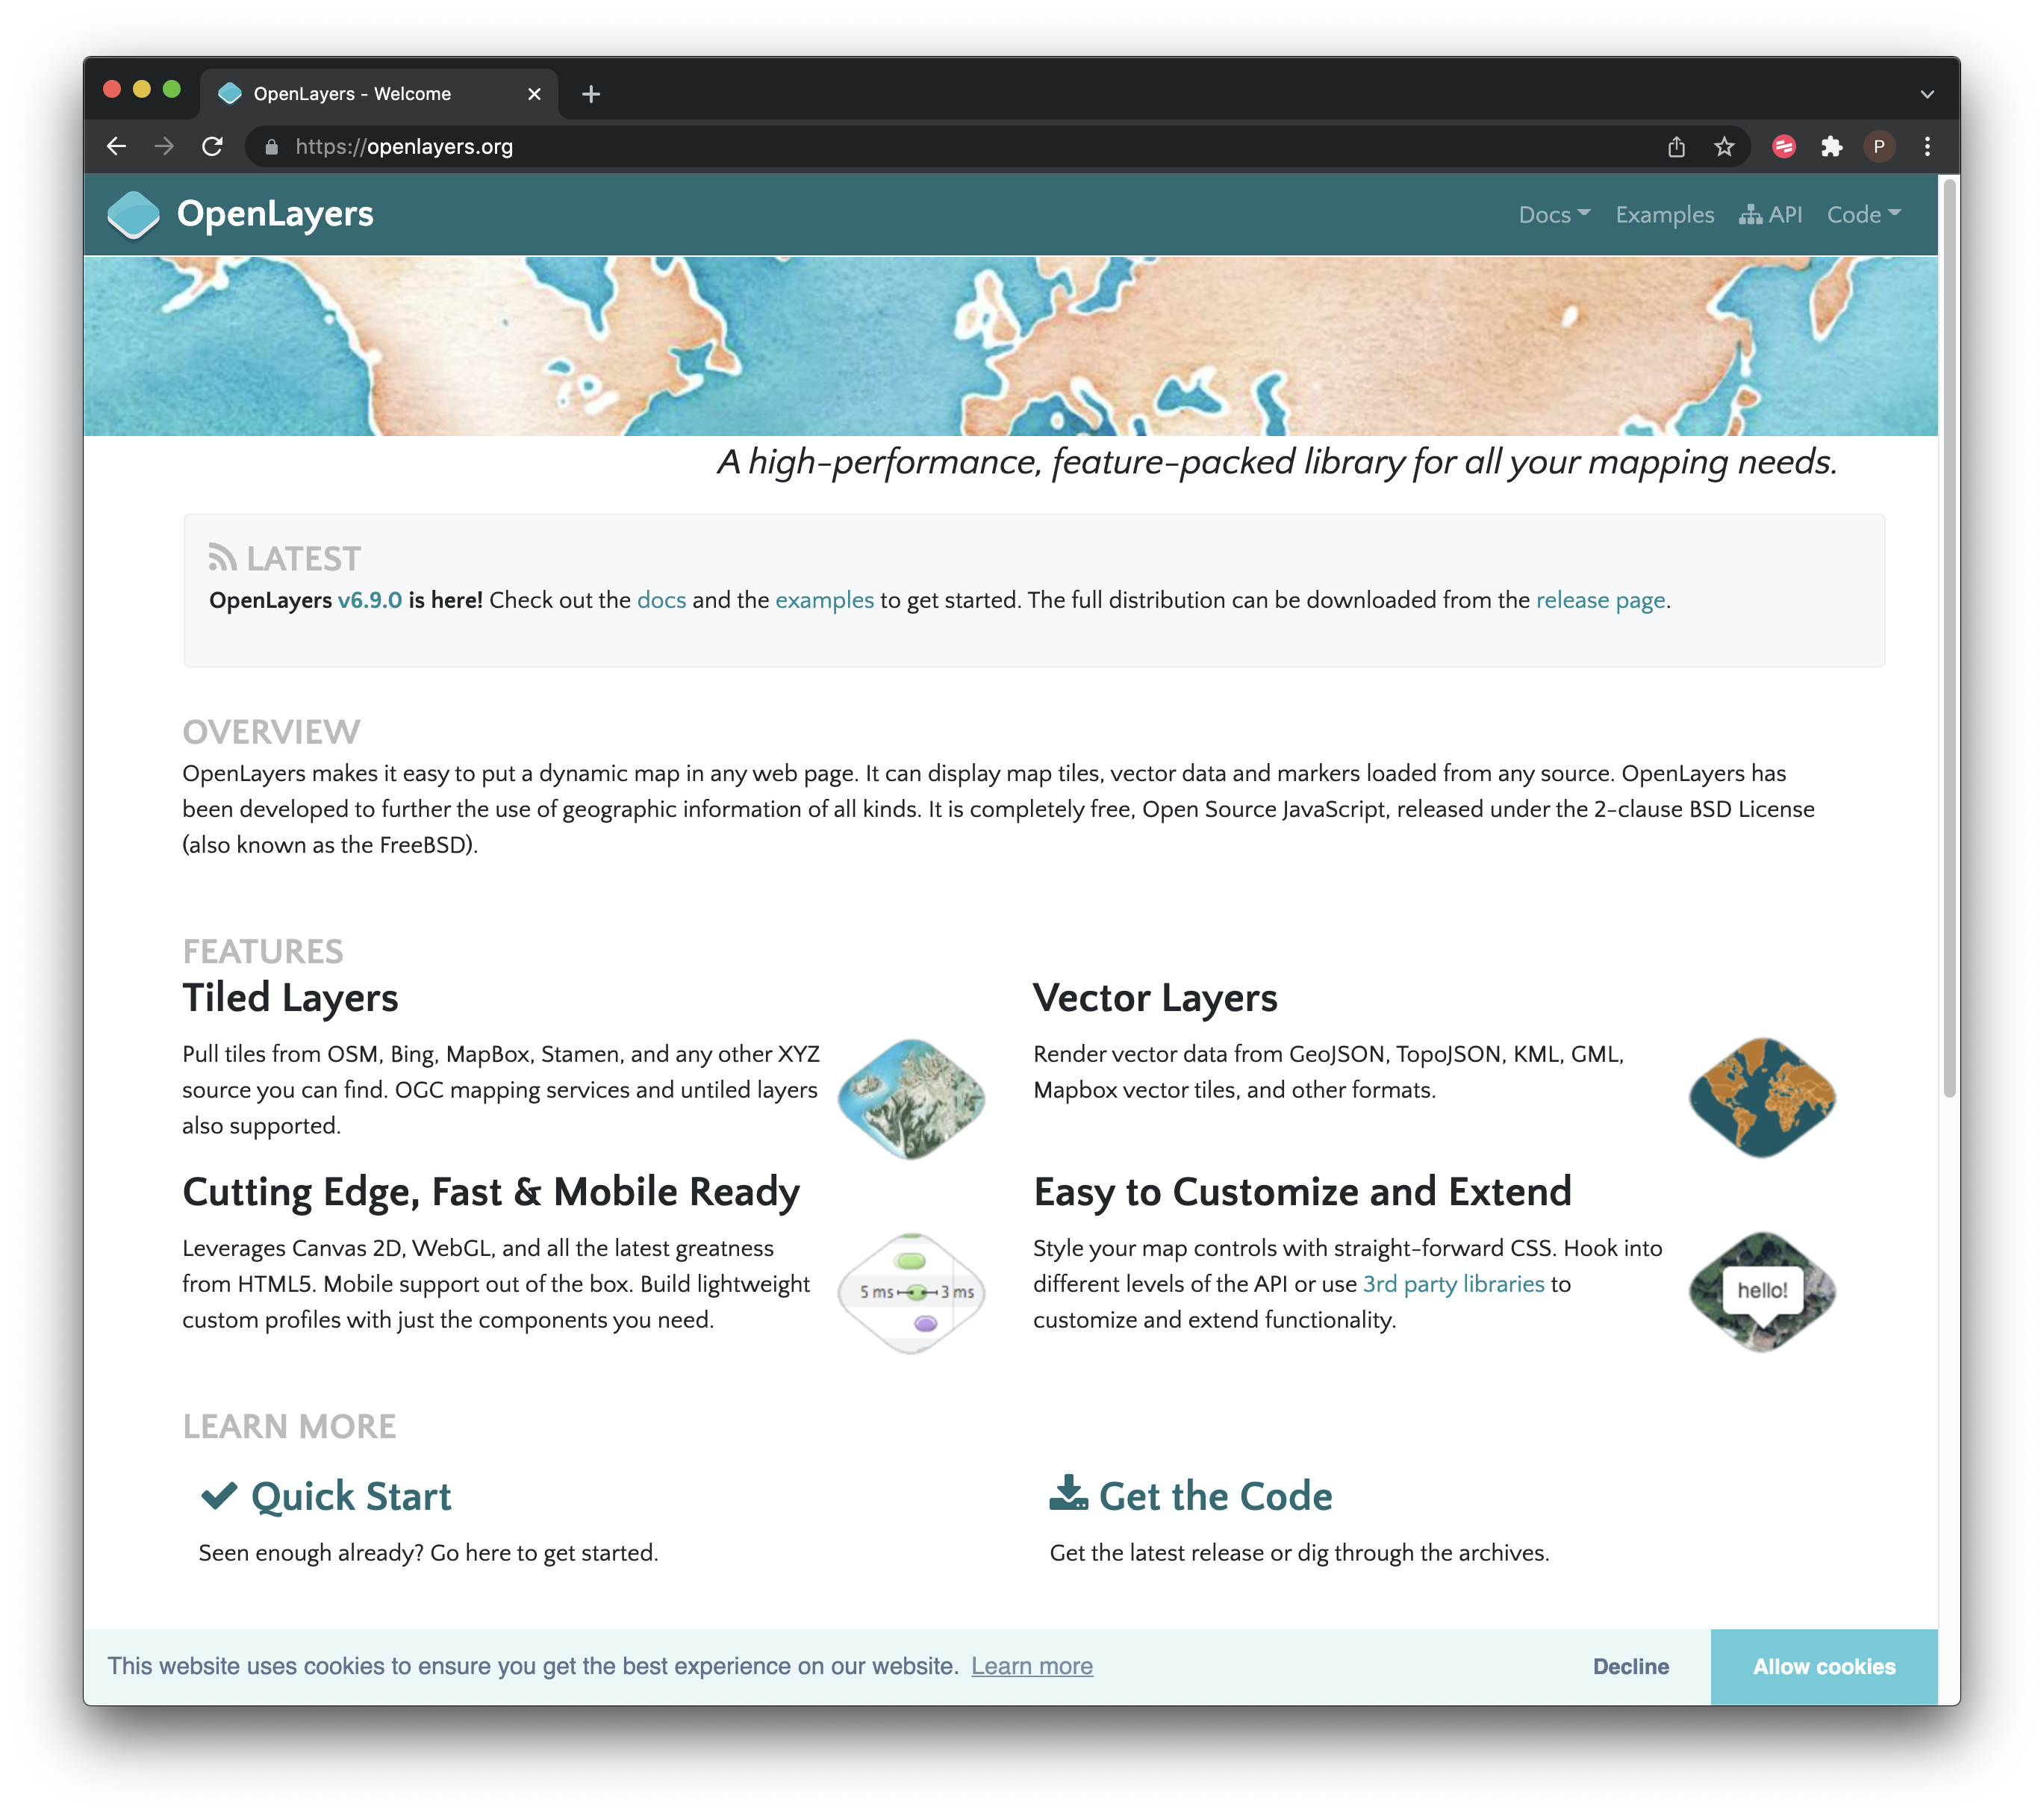 OpenLayers - Welcome
https://openlayers.org
P
OpenLayers
Docs Examples API Code
A high-performance, feature-packed library for all your mapping needs.
LATEST
OpenLayers v6.9.0 is here! Check out the docs and the examples to get started. The full distribution can be downloaded from the release page.
OVERVIEW
OpenLayers makes it easy to put a dynamic map in any web page. It can display map tiles, vector data and markers loaded from any source. OpenLayers has
been developed to further the use of geographic information of all kinds. It is completely free, Open Source JavaScript, released under the 2-clause BSD License
(also known as the FreeBSD).
FEATURES
Tiled Layers
Pull tiles from OSM, Bing, MapBox, Stamen, and any other XYZ
source you can find. OGC mapping services and untiled layers
also supported.
Vector Layers
Render vector data from GeoJSON, TopoJSON, KML, GML,
Mapbox vector tiles, and other formats.
Cutting Edge, Fast & Mobile Ready
Leverages Canvas 2D, WebGL, and all the latest greatness
from HTML5. Mobile support out of the box. Build lightweight
custom profiles with just the components you need.
5 ms 3 ms
Easy to Customize and Extend
Style your map controls with straight-forward CSS. Hook into
different levels of the API or use 3rd party libraries to
customize and extend functionality.
hello!
LEARN MORE
Quick Start
Seen enough already? Go here to get started.
Get the Code
Get the latest release or dig through the archives.
This website uses cookies to ensure you get the best experience on our website. Learn more
Decline
Allow cookies